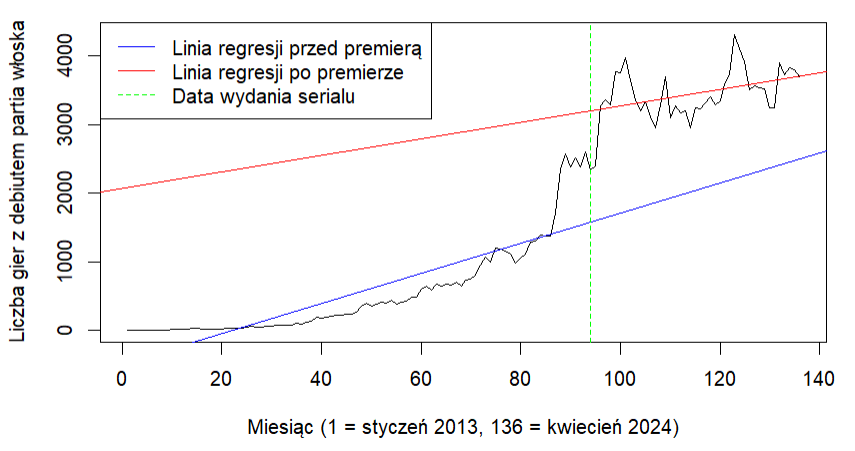 Linia regresji przed premierą
Linia regresji po premierze
Data wydania serialu
Liczba gier z debiutem partia włoska
4000
3000
2000
1000
0
0 20 40 60 80 100 120 140
Miesiąc (1 = styczeń 2013, 136 = kwiecień 2024)